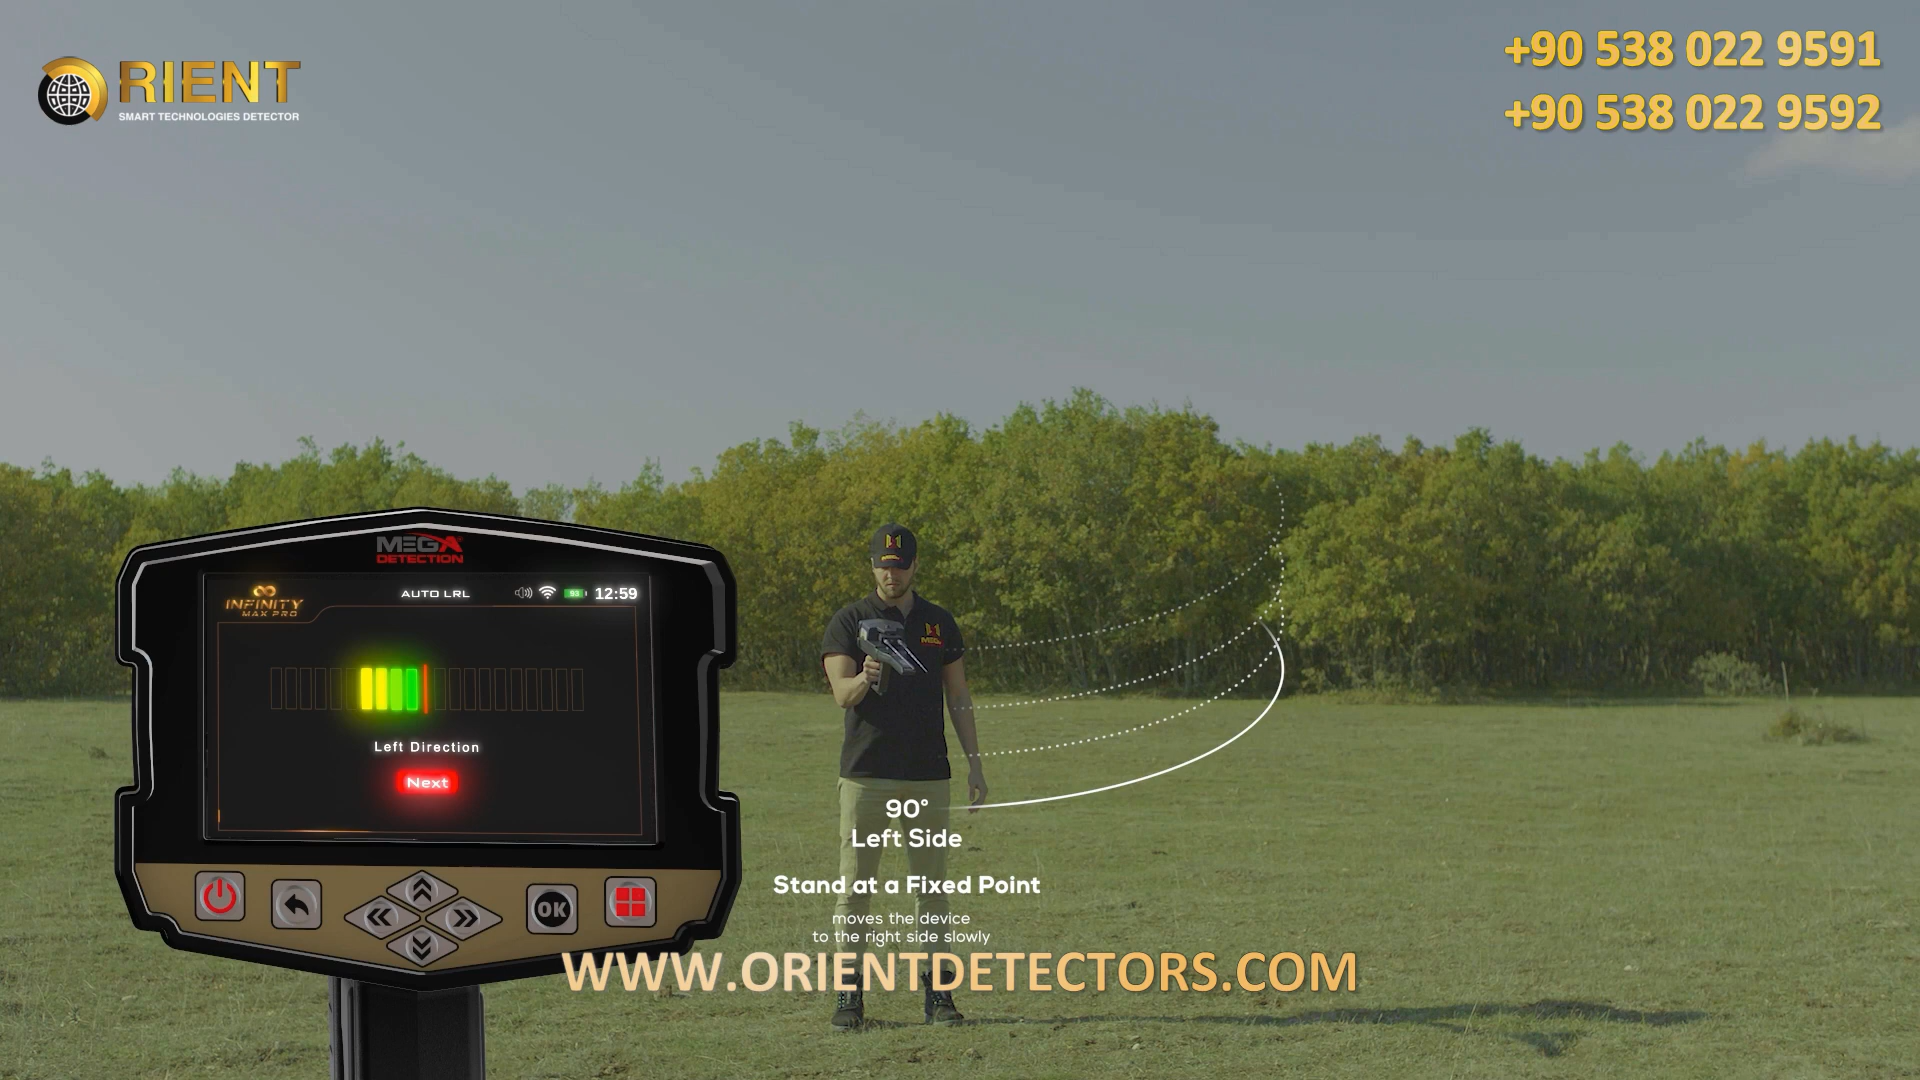 RIENT
SMART TECHNOLOGIES DETECTOR
+90 538 022 9591
+90 538 022 9592
MEGA
DETECTION
INFINITY
MAX PRO
AUTO LRL
93
12:59
Left Direction
Next
OK
90°
Left Side
Stand at a Fixed Point
moves the device
to the right side slowly
WWW.ORIENTDETECTORS.COM